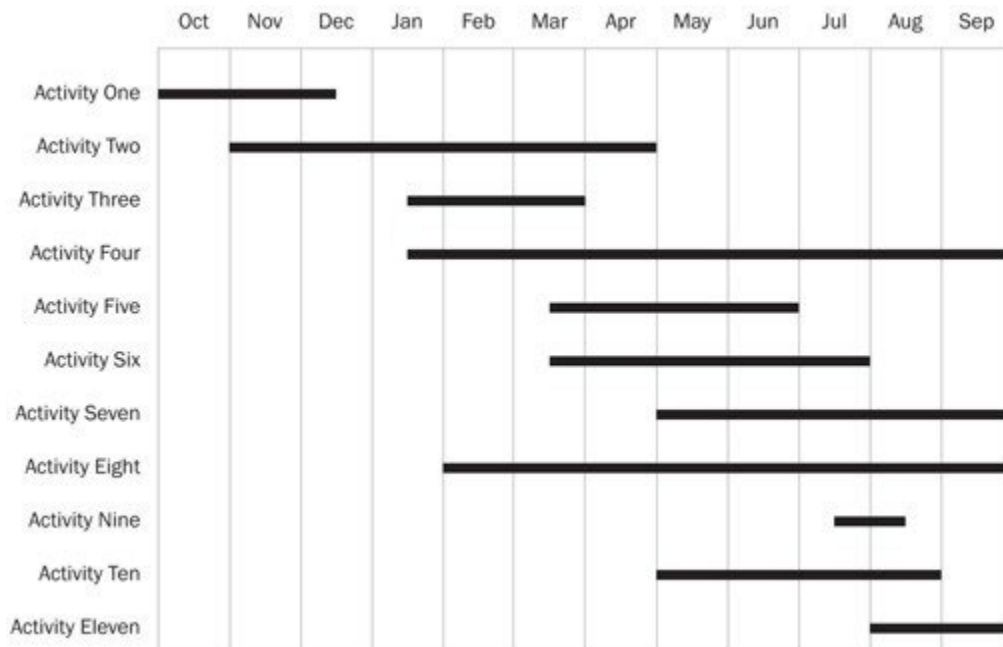 Oct Nov Dec Jan Feb Mar Apr May Jun Jul Aug Sep
Activity One
Activity Two
Activity Three
Activity Four
Activity Five
Activity Six
Activity Seven
Activity Eight
Activity Nine
Activity Ten
Activity Eleven